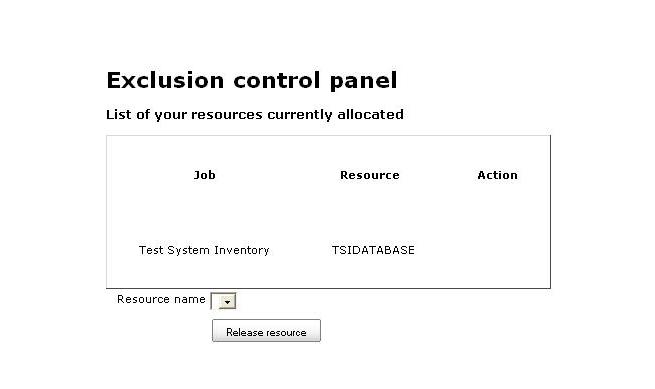 Exclusion control panel
List of your resources currently allocated
Job Resource Action
Test System Inventory TSIDATABASE
Resource name
Release resource